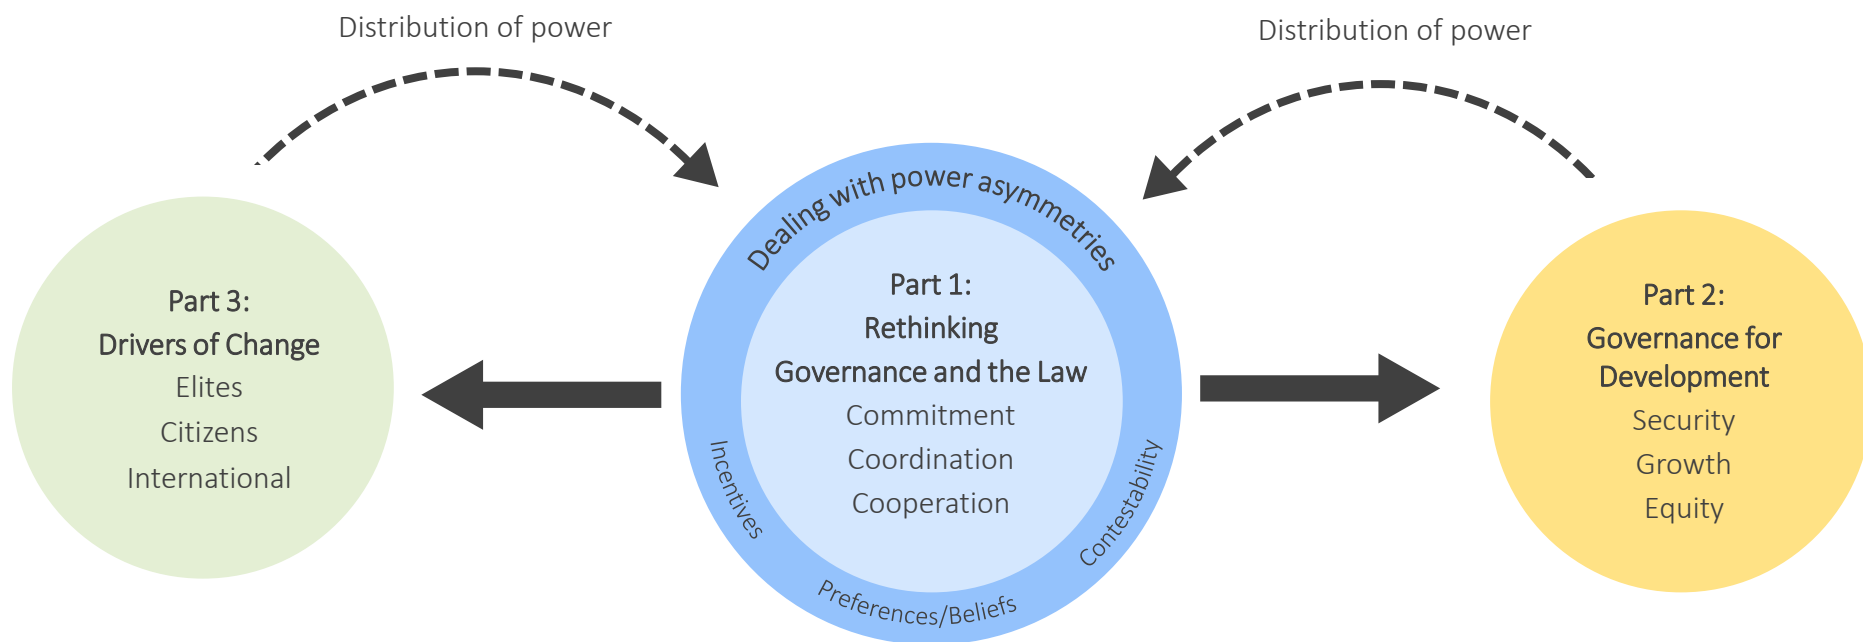 Distribution of power
Distribution of power
Part 3:
Drivers of Change
Elites
Citizens
International
Dealing with power asymmetries
Part 1:
Rethinking
Governance and the Law
Commitment
Coordination
Cooperation
Incentives
Preferences/Beliefs
Contestability
Part 2:
Governance for
Development
Security
Growth
Equity